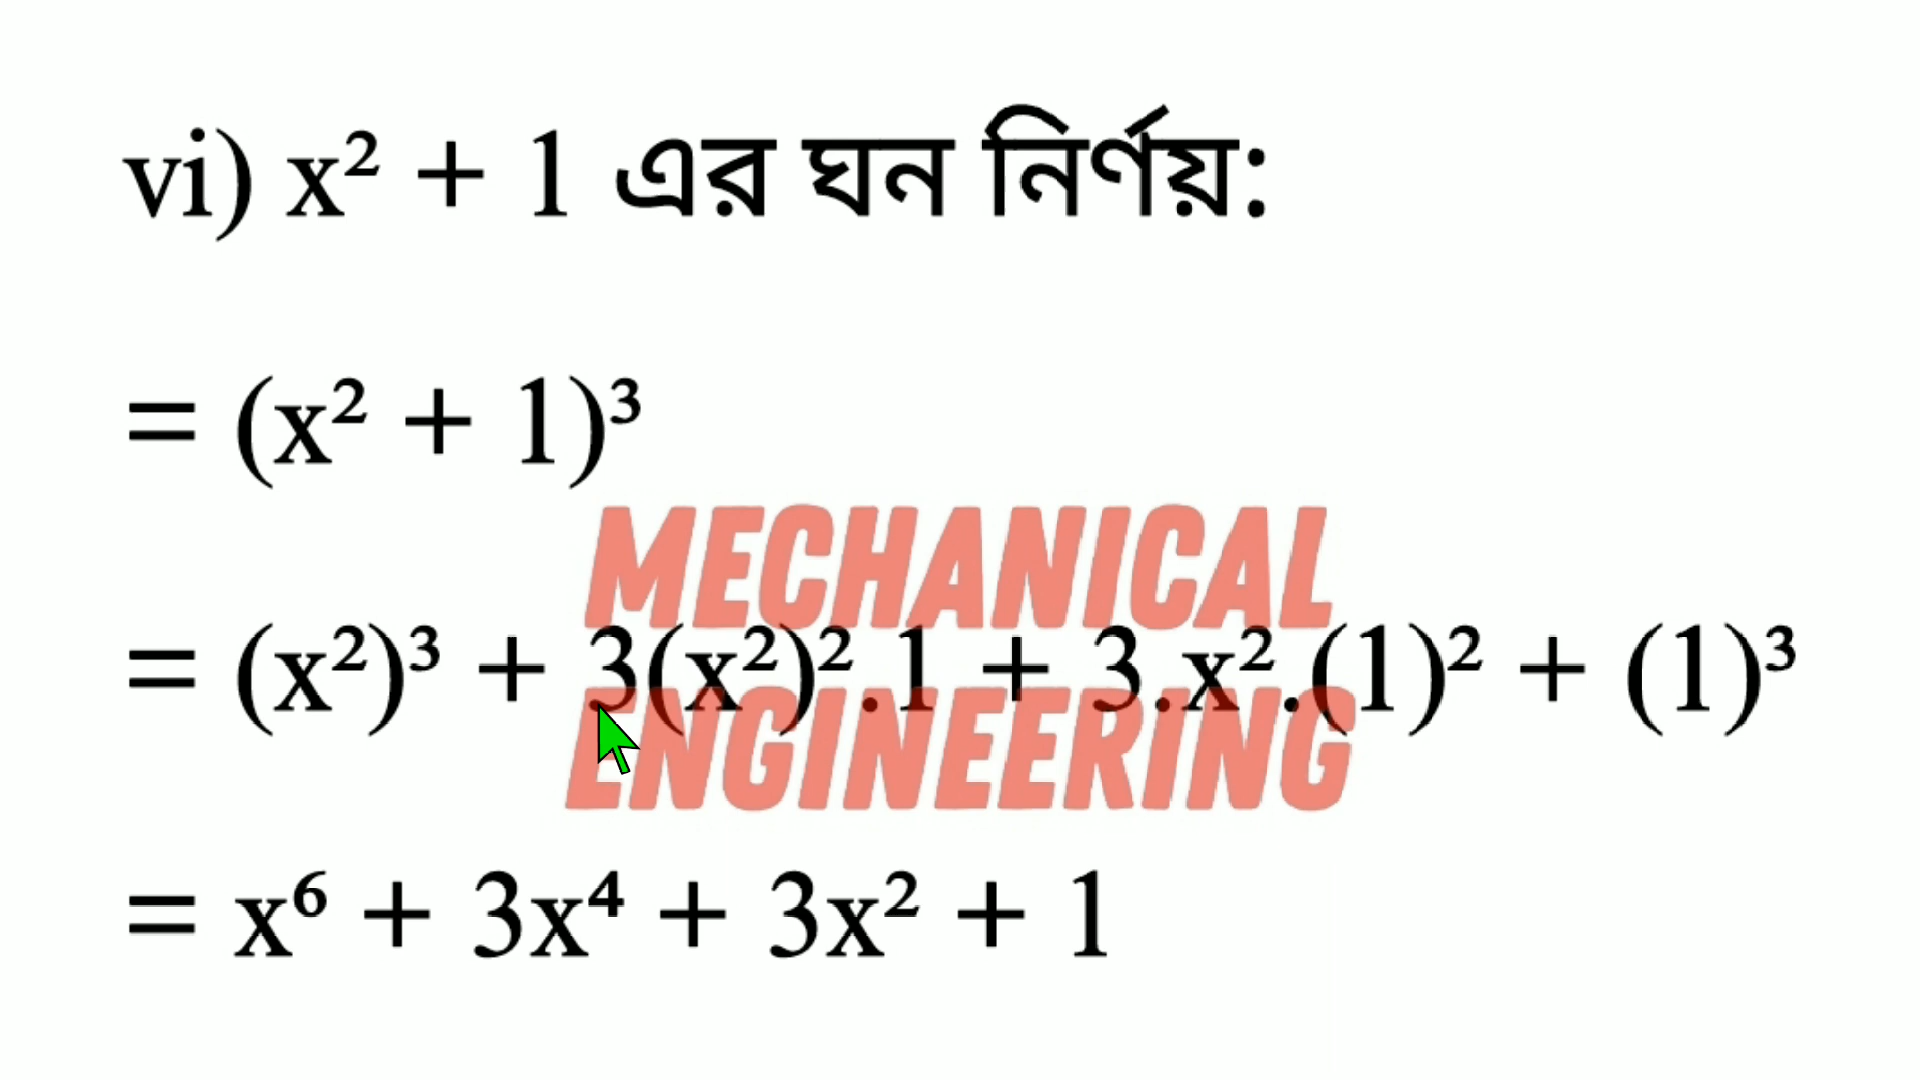 vi) x² + 1 এর ঘন নির্ণয়:
= (x² + 1)³
MECHANICAL
= (x²)³ + 3(x²)².1 + 3.x².(1)² + (1)³
ENGINEERING
= x⁶ + 3x⁴ + 3x² + 1